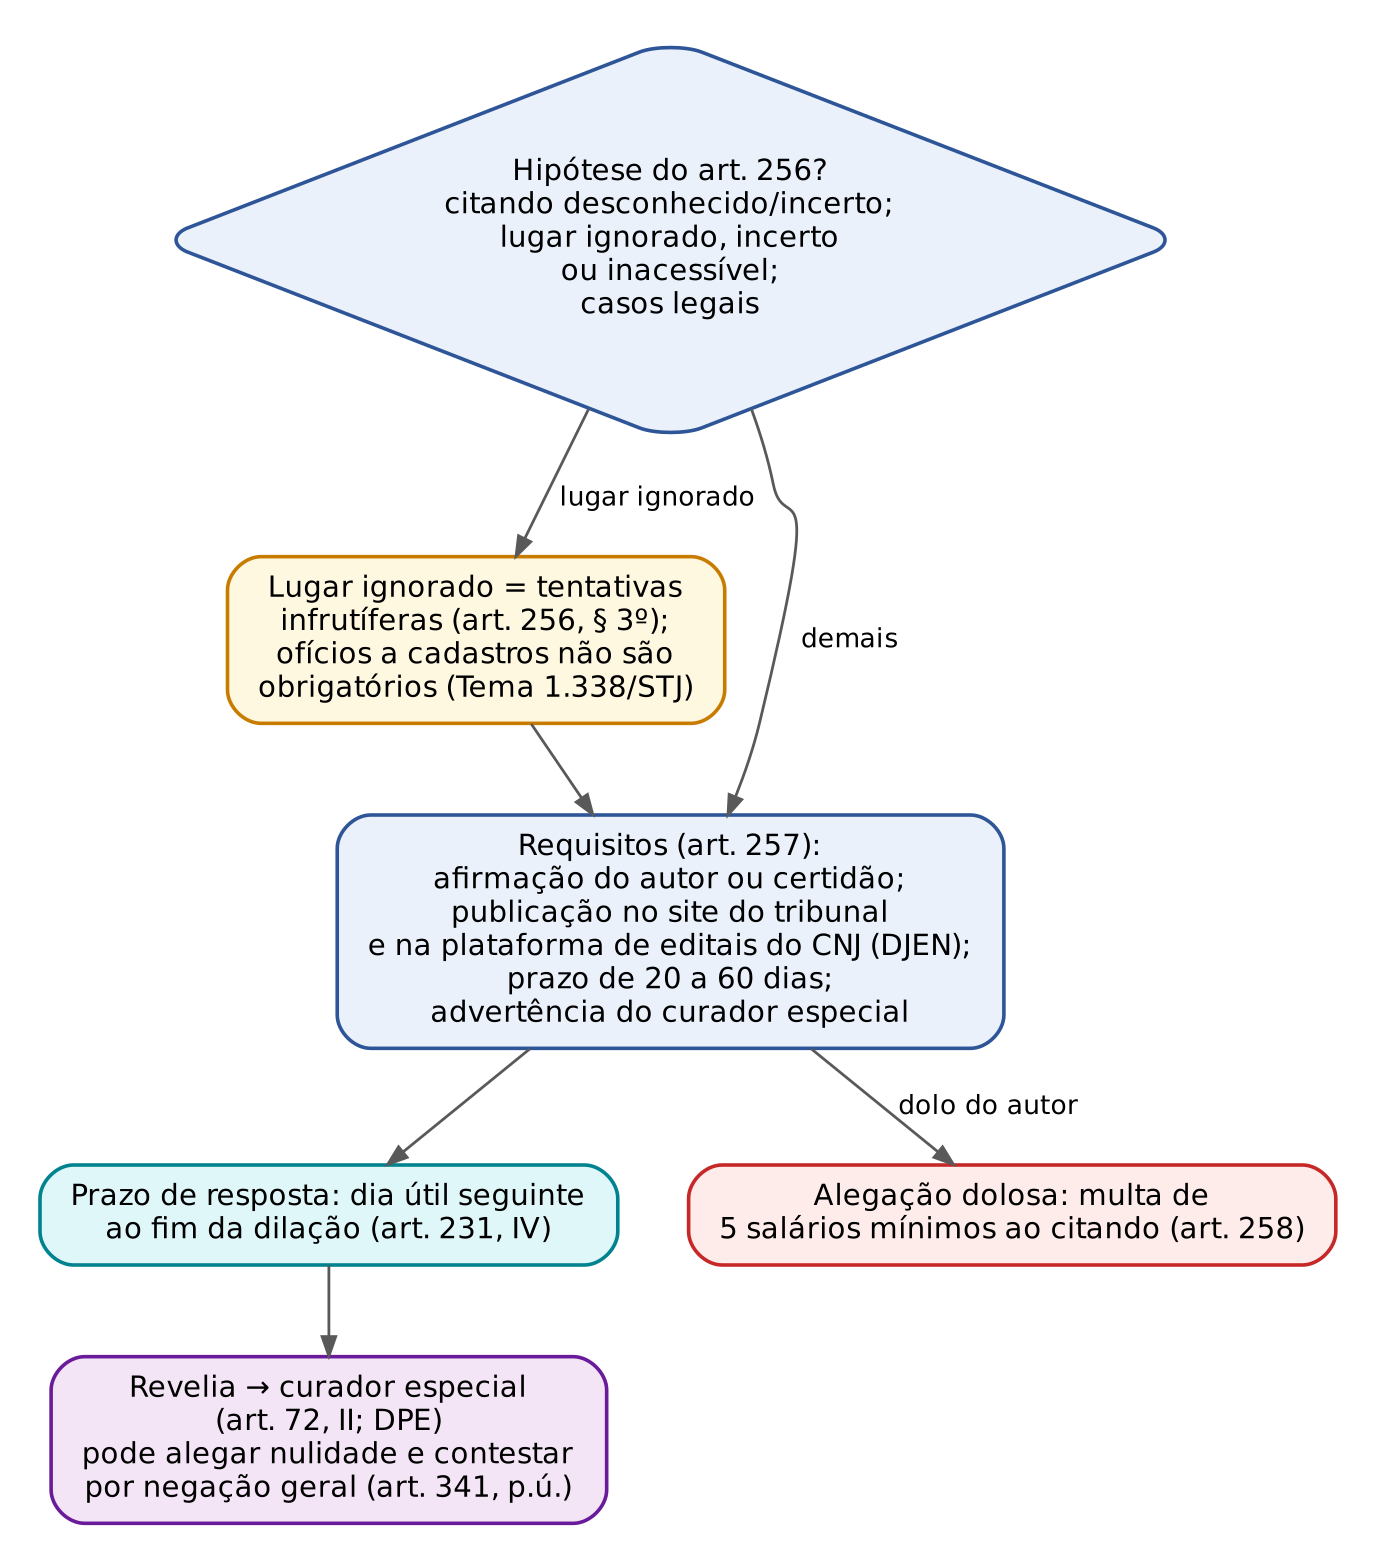 Hipótese do art. 256?
citando desconhecido/incerto;
lugar ignorado, incerto
ou inacessível;
casos legais
lugar ignorado
Lugar ignorado = tentativas
infrutíferas (art. 256, § 3º);
ofícios a cadastros não são
obrigatórios (Tema 1.338/STJ)
demais
Requisitos (art. 257):
afirmação do autor ou certidão;
publicação no site do tribunal
e na plataforma de editais do CNJ (DJEN);
prazo de 20 a 60 dias;
advertência do curador especial
dolo do autor
Prazo de resposta: dia útil seguinte
ao fim da dilação (art. 231, IV)
Alegação dolosa: multa de
5 salários mínimos ao citando (art. 258)
Revelia → curador especial
(art. 72, II; DPE)
pode alegar nulidade e contestar
por negação geral (art. 341, p.ú.)